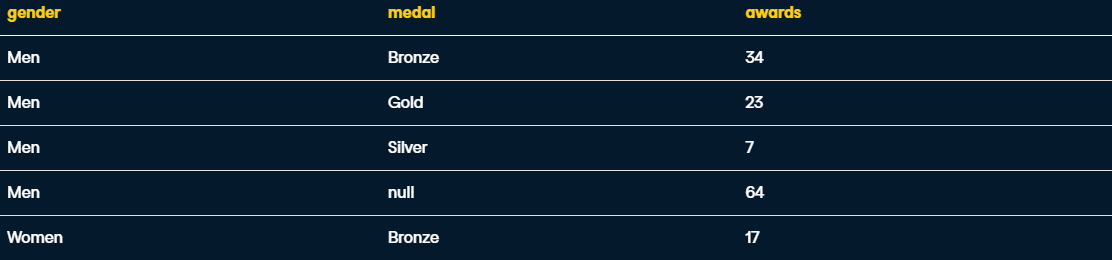 gender medal awards
Men Bronze 34
Men Gold 23
Men Silver 7
Men null 64
Women Bronze 17